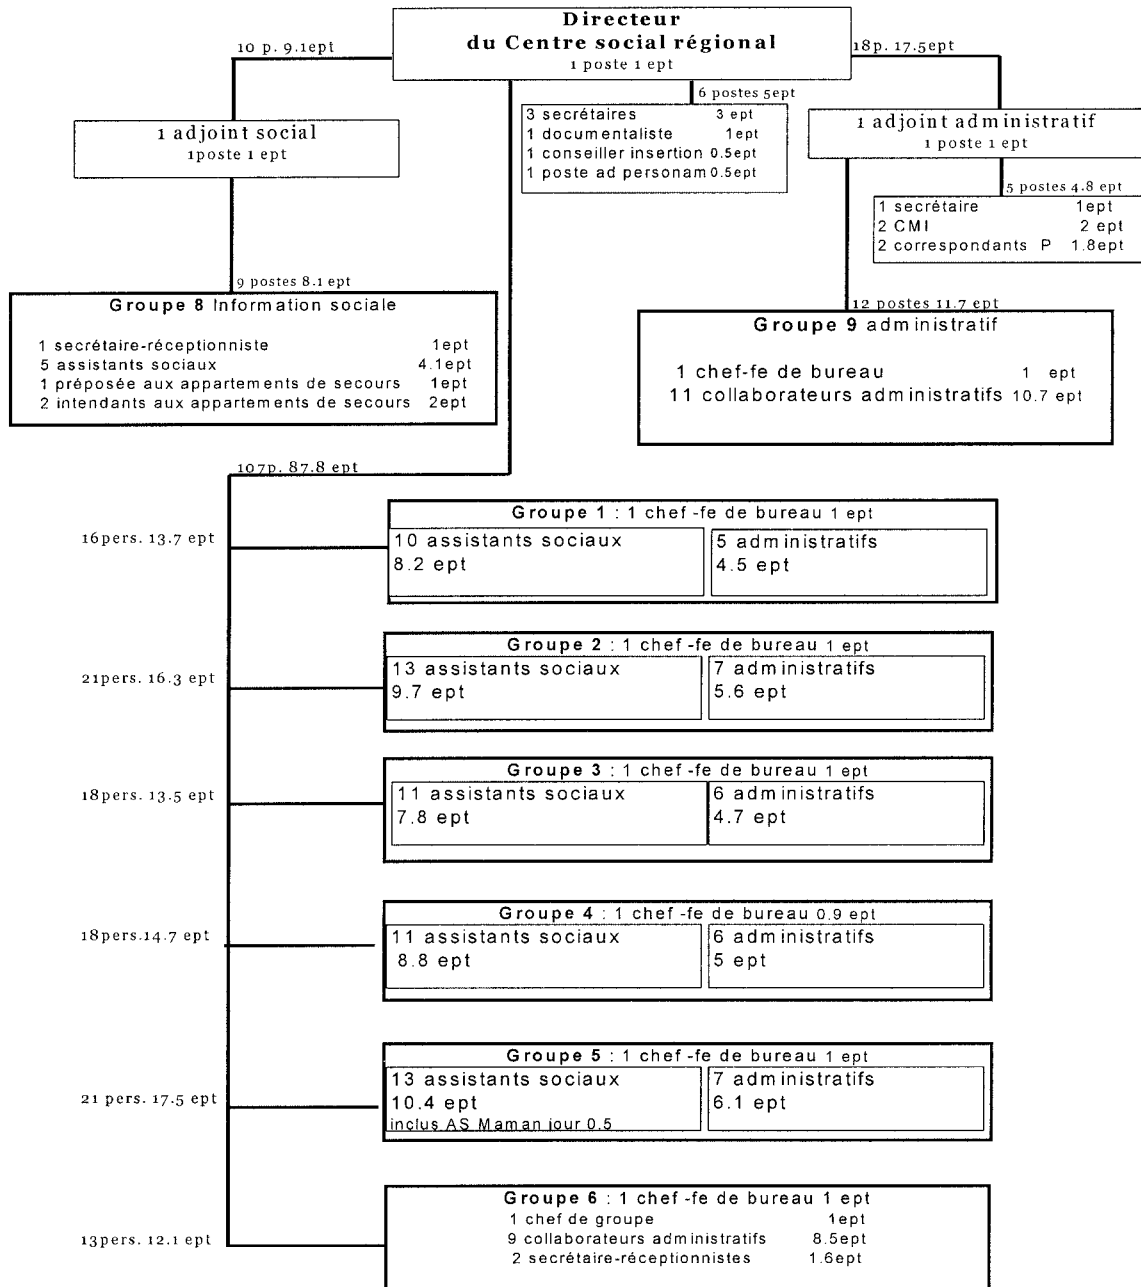 Directeur
du Centre social régional
1 poste 1 ept
10 p. 9.1ept
18p. 17.5ept
6 postes 5ept
3 secrétaires 3 ept
1 documentaliste 1ept
1 conseiller insertion 0.5ept
1 poste ad personam 0.5ept
1 adjoint social
1poste 1 ept
1 adjoint administratif
1 poste 1 ept
5 postes 4.8 ept
1 secrétaire 1ept
2 CMI 2 ept
2 correspondants P 1.8ept
9 postes 8.1 ept
Groupe 8 Information sociale
1 secrétaire-réceptionniste 1ept
5 assistants sociaux 4.1ept
1 préposée aux appartements de secours 1ept
2 intendants aux appartements de secours 2ept
12 postes 11.7 ept
Groupe 9 administratif
1 chef-fe de bureau 1 ept
11 collaborateurs administratifs 10.7 ept
107p. 87.8 ept
16pers. 13.7 ept
Groupe 1 : 1 chef -fe de bureau 1 ept
10 assistants sociaux
8.2 ept
5 administratifs
4.5 ept
21pers. 16.3 ept
Groupe 2 : 1 chef -fe de bureau 1 ept
13 assistants sociaux
9.7 ept
7 administratifs
5.6 ept
18pers. 13.5 ept
Groupe 3 : 1 chef -fe de bureau 1 ept
11 assistants sociaux
7.8 ept
6 administratifs
4.7 ept
18pers.14.7 ept
Groupe 4 : 1 chef -fe de bureau 0.9 ept
11 assistants sociaux
8.8 ept
6 administratifs
5 ept
21 pers. 17.5 ept
Groupe 5 : 1 chef -fe de bureau 1 ept
13 assistants sociaux
10.4 ept
inclus AS Maman jour 0.5
7 administratifs
6.1 ept
13pers. 12.1 ept
Groupe 6 : 1 chef -fe de bureau 1 ept
1 chef de groupe 1ept
9 collaborateurs administratifs 8.5ept
2 secrétaire-réceptionnistes 1.6ept